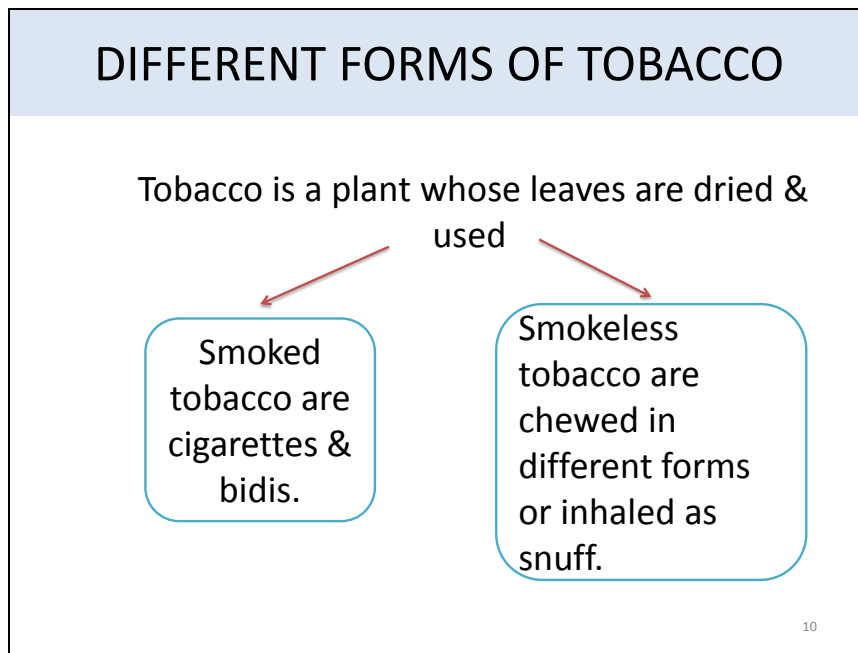 DIFFERENT FORMS OF TOBACCO
Tobacco is a plant whose leaves are dried &
used
Smoked
tobacco are
cigarettes &
bidis.
Smokeless
tobacco are
chewed in
different forms
or inhaled as
snuff.
10